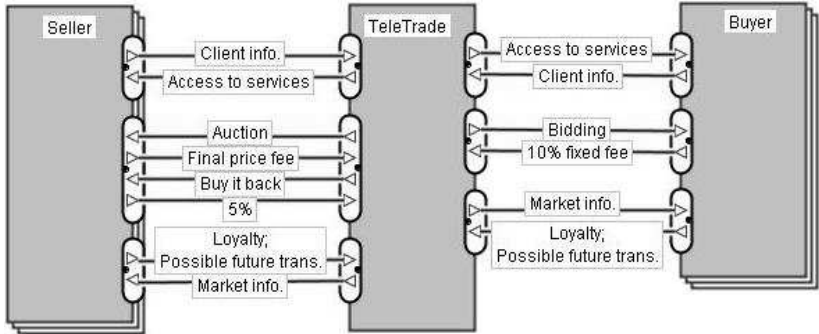 Seller
TeleTrade
Buyer
Client info.
Access to services
Auction
Final price fee
Buy it back
5%
Loyalty;
Possible future trans.
Market info.
Access to services
Client info.
Bidding
10% fixed fee
Market info.
Loyalty;
Possible future trans.